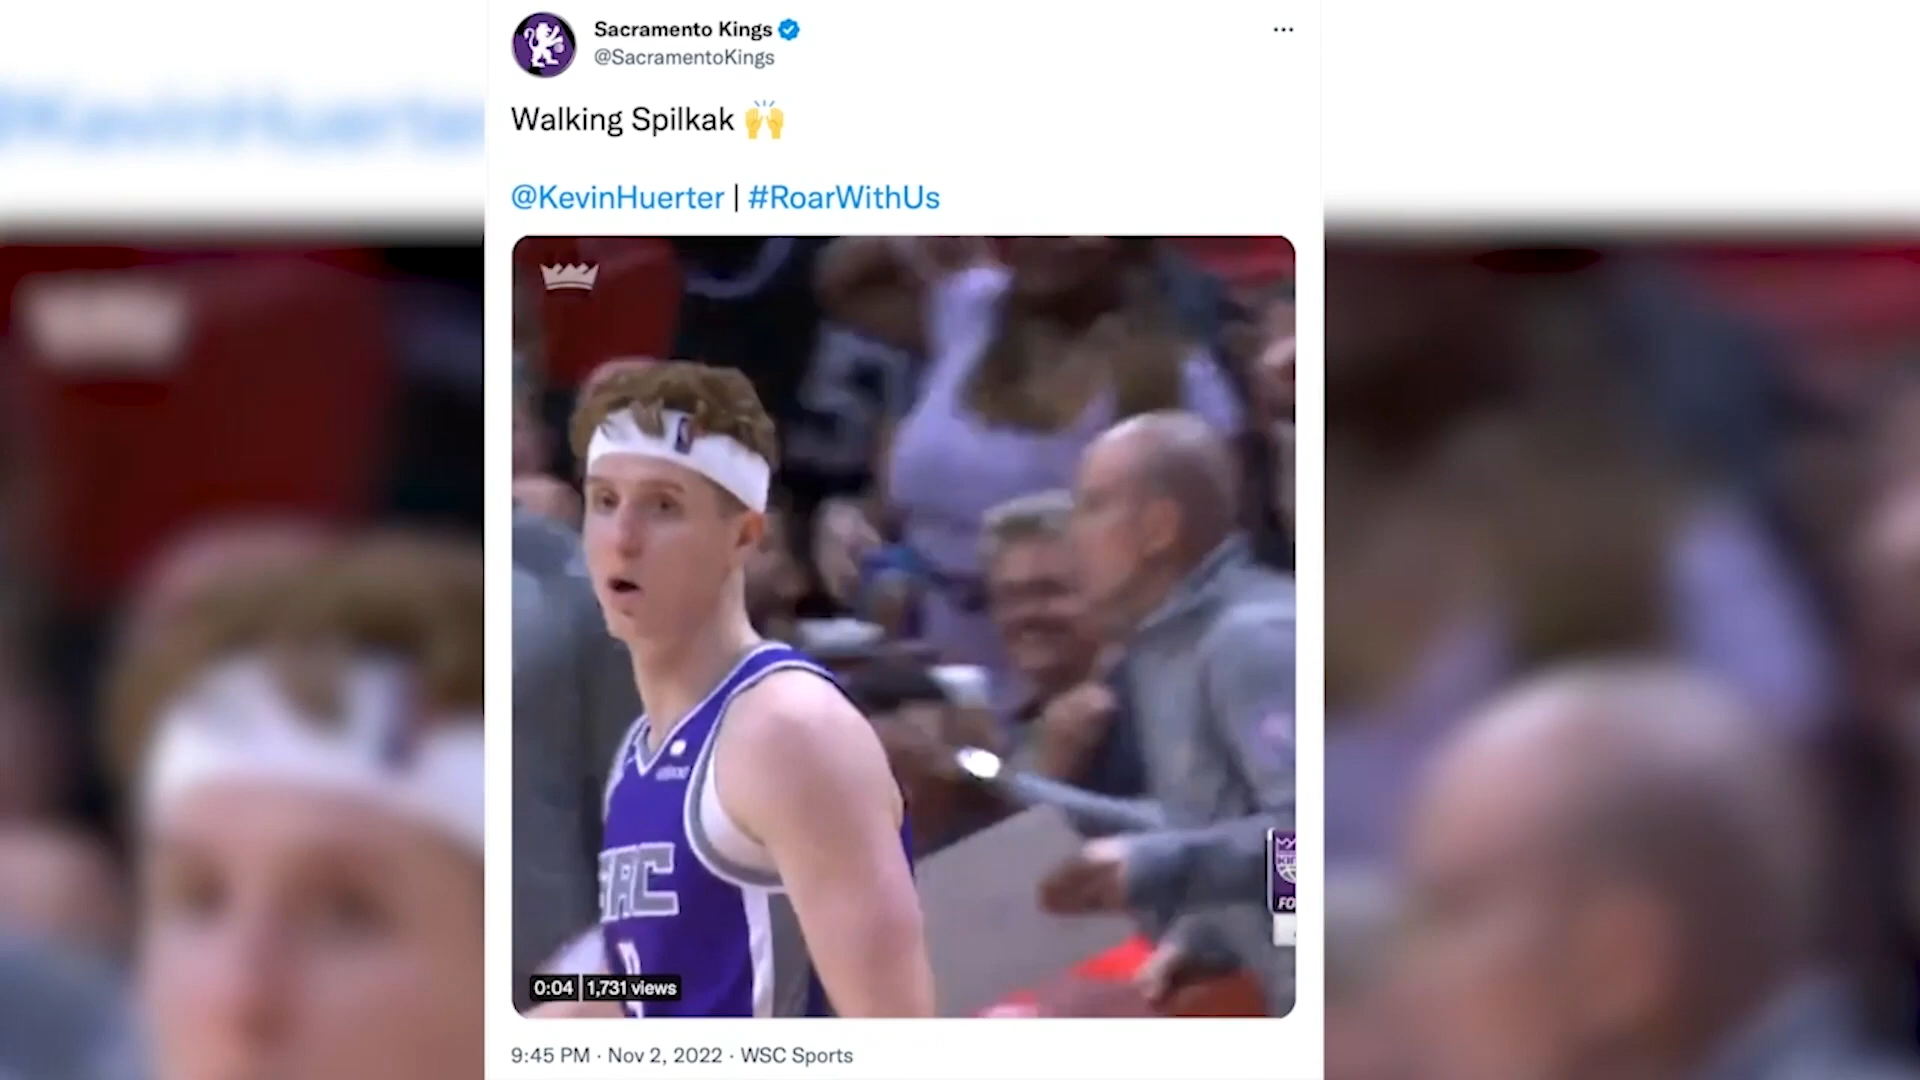 Sacramento Kings
@SacramentoKings
Walking Spilkak 🙌
@KevinHuerter | #RoarWithUs
SAC
0:04 1,731 views
9:45 PM · Nov 2, 2022 · WSC Sports
@KevinHuerter